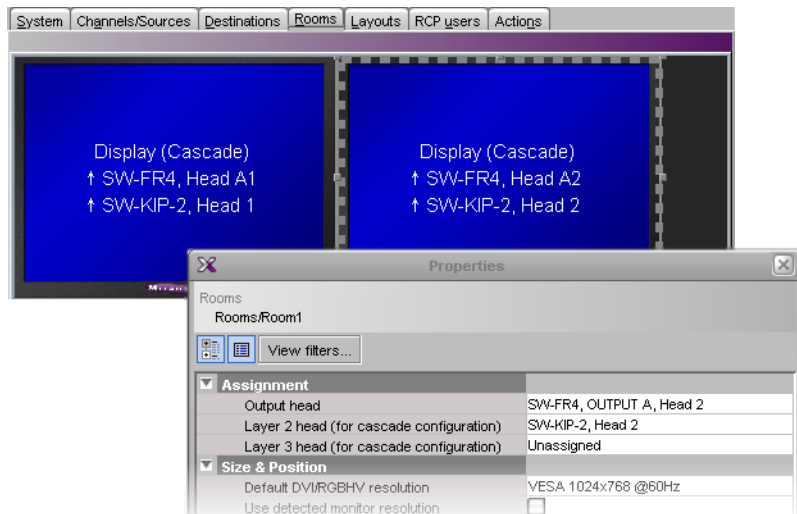 System Channels/Sources Destinations Rooms Layouts RCP users Actions
Display (Cascade)
↑ SW-FR4, Head A1
↑ SW-KIP-2, Head 1
Display (Cascade)
↑ SW-FR4, Head A2
↑ SW-KIP-2, Head 2
Properties
Rooms
Rooms/Room1
View filters...
Assignment
Output head SW-FR4, OUTPUT A, Head 2
Layer 2 head (for cascade configuration) SW-KIP-2, Head 2
Layer 3 head (for cascade configuration) Unassigned
Size & Position
Default DVI/RGBHV resolution VESA 1024x768 @60Hz
Use detected monitor resolution